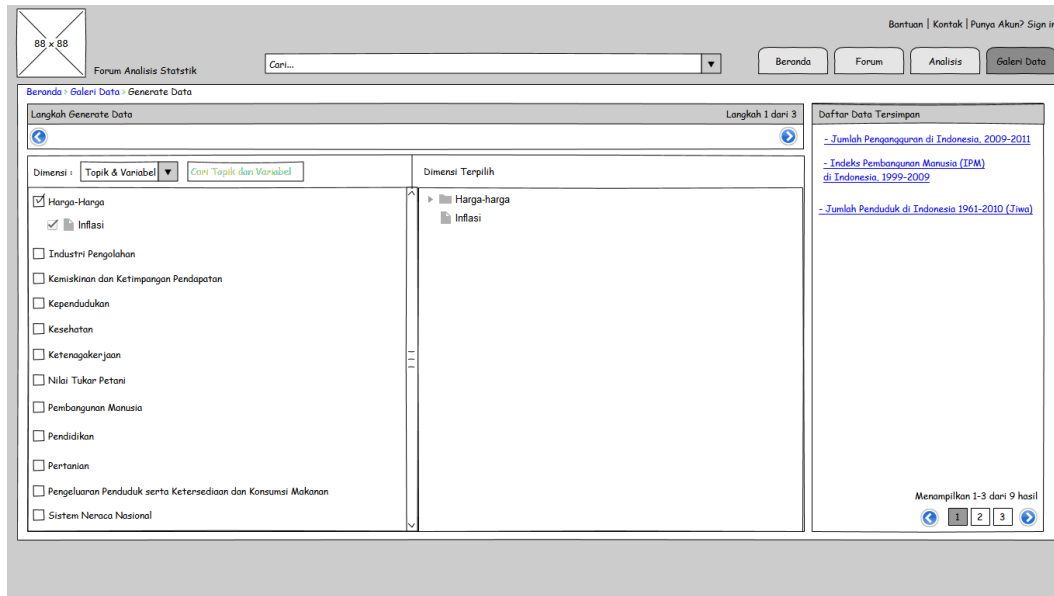 Bantuan | Kontak | Punya Akun? Sign in
88 x 88
Forum Analisis Statstik
Cari...
Beranda
Forum
Analisis
Galeri Data
Beranda > Galeri Data > Generate Data
Langkah Generate Data
Langkah 1 dari 3
Dimensi :
Topik & Variabel
Cari Topik dan Variabel
Dimensi Terpilih
Harga-Harga
Inflasi
Industri Pengolahan
Kemiskinan dan Ketimpangan Pendapatan
Kependudukan
Kesehatan
Ketenagakerjaan
Nilai Tukar Petani
Pembangunan Manusia
Pendidikan
Pertanian
Pengeluaran Penduduk serta Ketersediaan dan Konsumsi Makanan
Sistem Neraca Nasional
Harga-harga
Inflasi
Daftar Data Tersimpan
- Jumlah Pengangguran di Indonesia, 2009-2011
- Indeks Pembangunan Manusia (IPM)
di Indonesia, 1999-2009
- Jumlah Penduduk di Indonesia 1961-2010 (Jiwa)
Menampilkan 1-3 dari 9 hasil
1 2 3